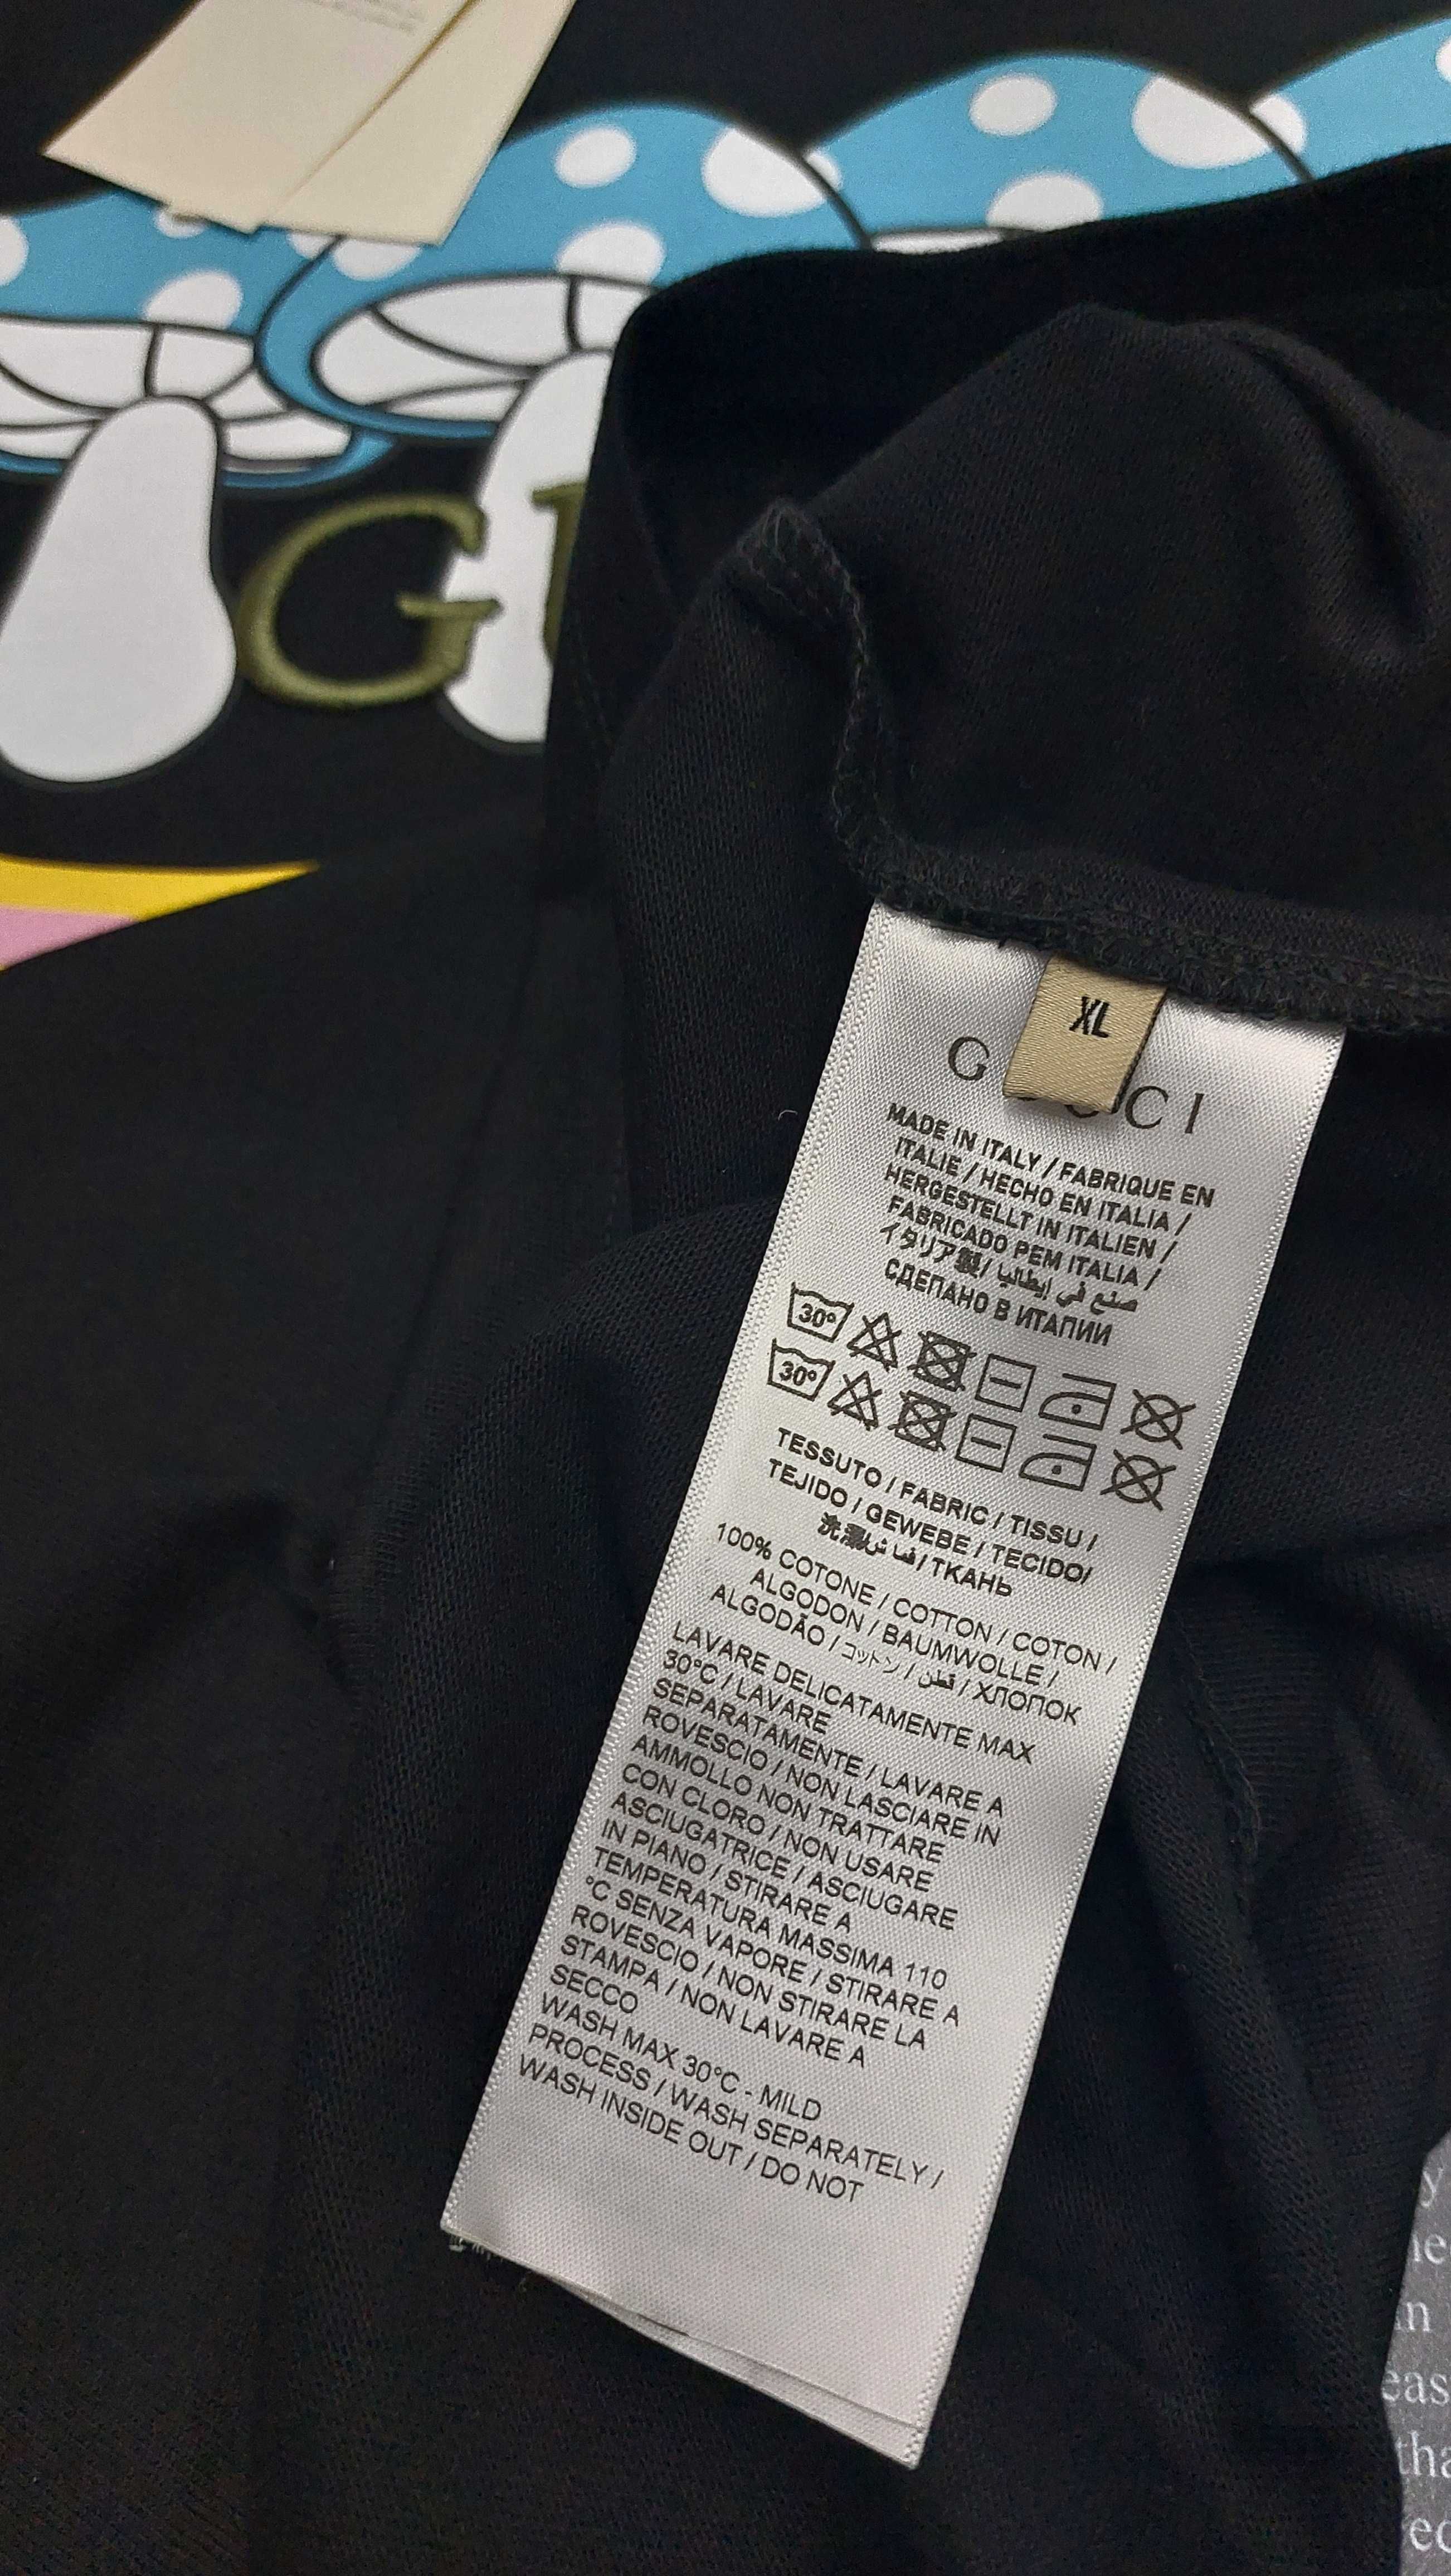 G
XL
GUCCI
MADE IN ITALY / FABRIQUE EN
ITALIE / HECHO EN ITALIA /
HERGESTELLT IN ITALIEN /
FABRICADO PEM ITALIA /
イタリア製/ صنع في إيطاليا
СДЕПАНО В ИТАПИИ
30°
30°
TESSUTO / FABRIC / TISSU /
TEJIDO / GEWEBE / TECIDO/
/ ТКАНЬ
100% COTONE / COTTON / COTON /
ALGODON / BAUMWOLLE /
ALGODÃO / コットン / قطن / ХЛОПОК
LAVARE DELICATAMENTE MAX
30°C / LAVARE
SEPARATAMENTE / LAVARE A
ROVESCIO / NON LASCIARE IN
AMMOLLO NON TRATTARE
CON CLORO / NON USARE
ASCIUGATRICE / ASCIUGARE
IN PIANO / STIRARE A
TEMPERATURA MASSIMA 110
°C SENZA VAPORE / STIRARE A
ROVESCIO / NON STIRARE LA
STAMPA / NON LAVARE A
SECCO
WASH MAX 30°C - MILD
PROCESS / WASH SEPARATELY /
WASH INSIDE OUT / DO NOT